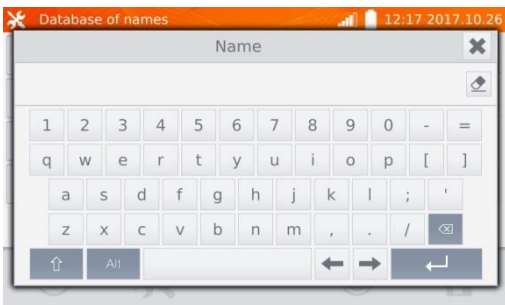 Database of names 12:17 2017.10.26
Name
1 2 3 4 5 6 7 8 9 0 - =
q w e r t y u i o p [ ]
a s d f g h j k l ; '
z x c v b n m , . /
Alt